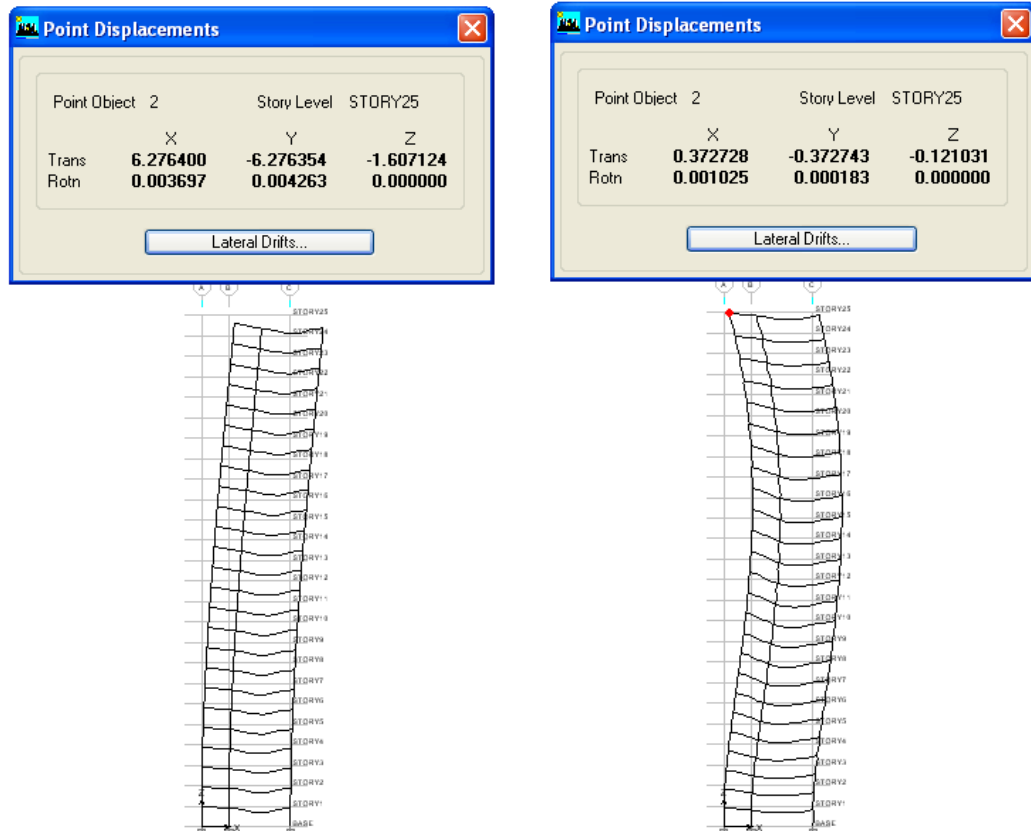 Point Displacements
Point Object 2 Story Level STORY25
X Y Z
Trans 6.276400 -6.276354 -1.607124
Rotn 0.003697 0.004263 0.000000
Lateral Drifts...
A B C
STORY25
STORY24
STORY23
STORY22
STORY21
STORY20
STORY19
STORY18
STORY17
STORY16
STORY15
STORY14
STORY13
STORY12
STORY11
STORY10
STORY9
STORY8
STORY7
STORY6
STORY5
STORY4
STORY3
STORY2
STORY1
BASE
Z
X
Point Displacements
Point Object 2 Story Level STORY25
X Y Z
Trans 0.372728 -0.372743 -0.121031
Rotn 0.001025 0.000183 0.000000
Lateral Drifts...
A B C
STORY25
STORY24
STORY23
STORY22
STORY21
STORY20
STORY19
STORY18
STORY17
STORY16
STORY15
STORY14
STORY13
STORY12
STORY11
STORY10
STORY9
STORY8
STORY7
STORY6
STORY5
STORY4
STORY3
STORY2
STORY1
BASE
Z
X